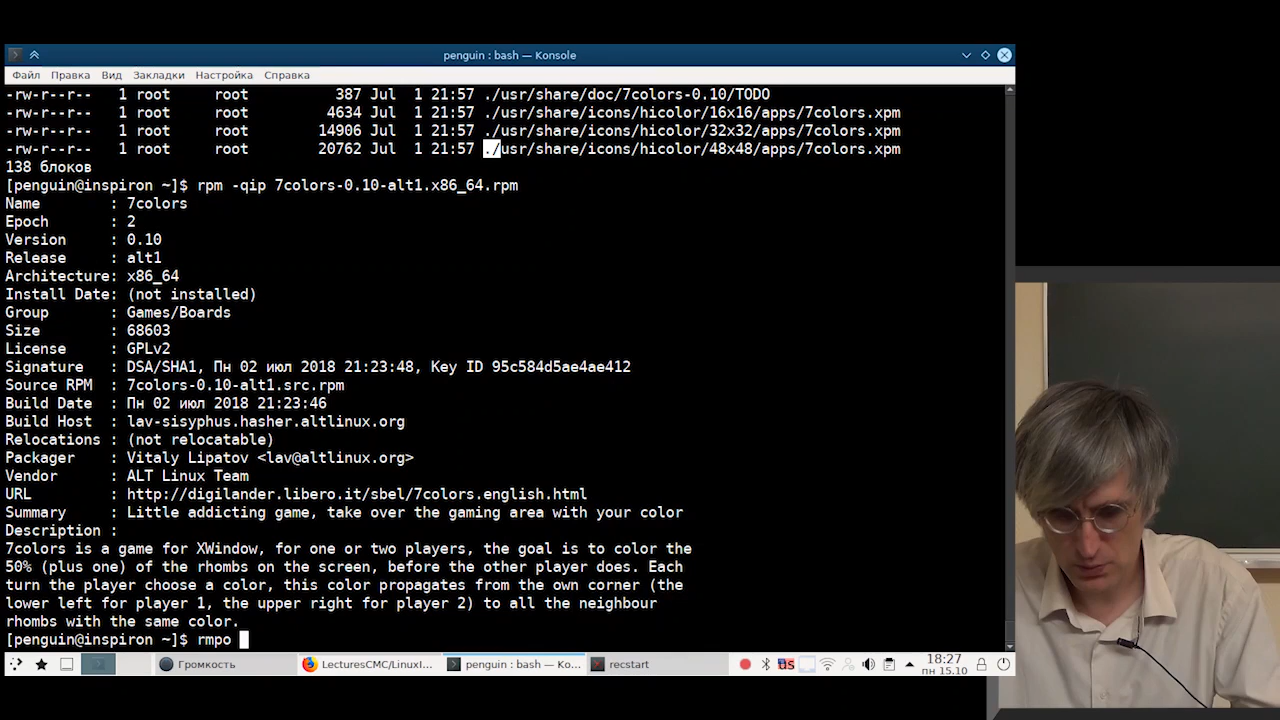 penguin : bash — Konsole
Файл Правка Вид Закладки Настройка Справка
-rw-r--r-- 1 root root 387 Jul 1 21:57 ./usr/share/doc/7colors-0.10/TODO
-rw-r--r-- 1 root root 4634 Jul 1 21:57 ./usr/share/icons/hicolor/16x16/apps/7colors.xpm
-rw-r--r-- 1 root root 14906 Jul 1 21:57 ./usr/share/icons/hicolor/32x32/apps/7colors.xpm
-rw-r--r-- 1 root root 20762 Jul 1 21:57 ./usr/share/icons/hicolor/48x48/apps/7colors.xpm
138 блоков
[penguin@inspiron ~]$ rpm -qip 7colors-0.10-alt1.x86_64.rpm
Name : 7colors
Epoch : 2
Version : 0.10
Release : alt1
Architecture: x86_64
Install Date: (not installed)
Group : Games/Boards
Size : 68603
License : GPLv2
Signature : DSA/SHA1, Пн 02 июл 2018 21:23:48, Key ID 95c584d5ae4ae412
Source RPM : 7colors-0.10-alt1.src.rpm
Build Date : Пн 02 июл 2018 21:23:46
Build Host : lav-sisyphus.hasher.altlinux.org
Relocations : (not relocatable)
Packager : Vitaly Lipatov <lav@altlinux.org>
Vendor : ALT Linux Team
URL : http://digilander.libero.it/sbel/7colors.english.html
Summary : Little addicting game, take over the gaming area with your color
Description :
7colors is a game for XWindow, for one or two players, the goal is to color the
50% (plus one) of the rhombs on the screen, before the other player does. Each
turn the player choose a color, this color propagates from the own corner (the
lower left for player 1, the upper right for player 2) to all the neighbour
rhombs with the same color.
[penguin@inspiron ~]$ rmpo
Громкость LecturesCMC/LinuxI... penguin : bash — Ko... recstart us 18:27
пн 15.10